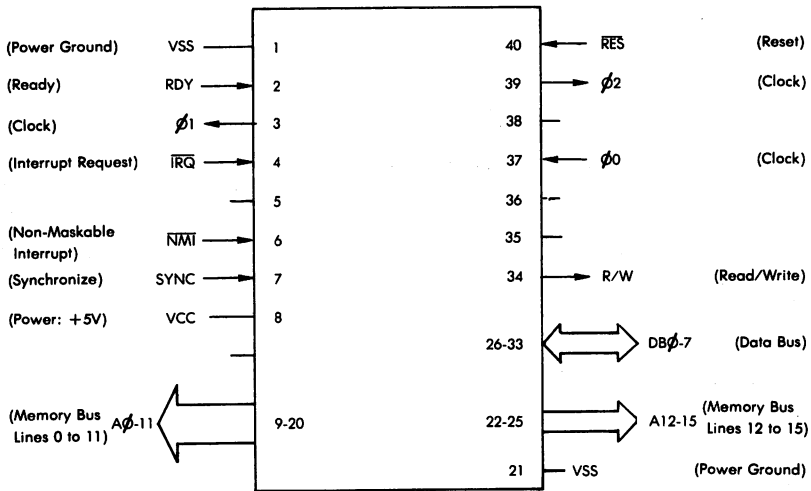 (Power Ground) VSS 1
(Ready) RDY 2
(Clock) ϕ1 3
(Interrupt Request) IRQ 4
5
(Non-Maskable
Interrupt) NMI 6
(Synchronize) SYNC 7
(Power: +5V) VCC 8
(Memory Bus
Lines 0 to 11) Aϕ-11 9-20
40 RES (Reset)
39 ϕ2 (Clock)
38
37 ϕ0 (Clock)
36
35
34 R/W (Read/Write)
26-33 DBϕ-7 (Data Bus)
22-25 A12-15 (Memory Bus
Lines 12 to 15)
21 VSS (Power Ground)